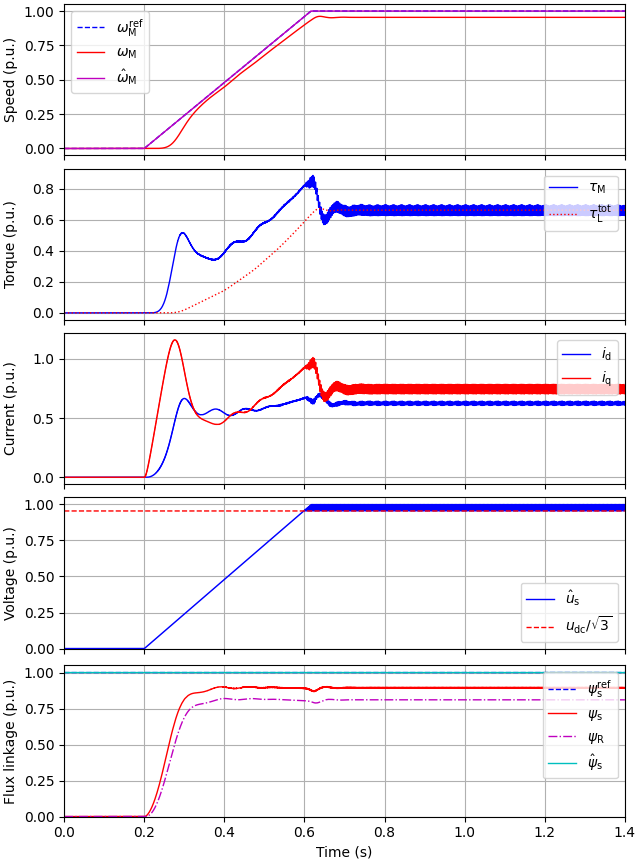 Speed (p.u.)
1.00
0.75
0.50
0.25
0.00
ω_M^ref
ω_M
ω̂_M
Torque (p.u.)
0.8
0.6
0.4
0.2
0.0
τ_M
τ_L^tot
Current (p.u.)
1.0
0.5
0.0
i_d
i_q
Voltage (p.u.)
1.00
0.75
0.50
0.25
0.00
û_s
u_dc/√3
Flux linkage (p.u.)
1.00
0.75
0.50
0.25
0.00
ψ_s^ref
ψ_s
ψ_R
ψ̂_s
0.0 0.2 0.4 0.6 0.8 1.0 1.2 1.4
Time (s)